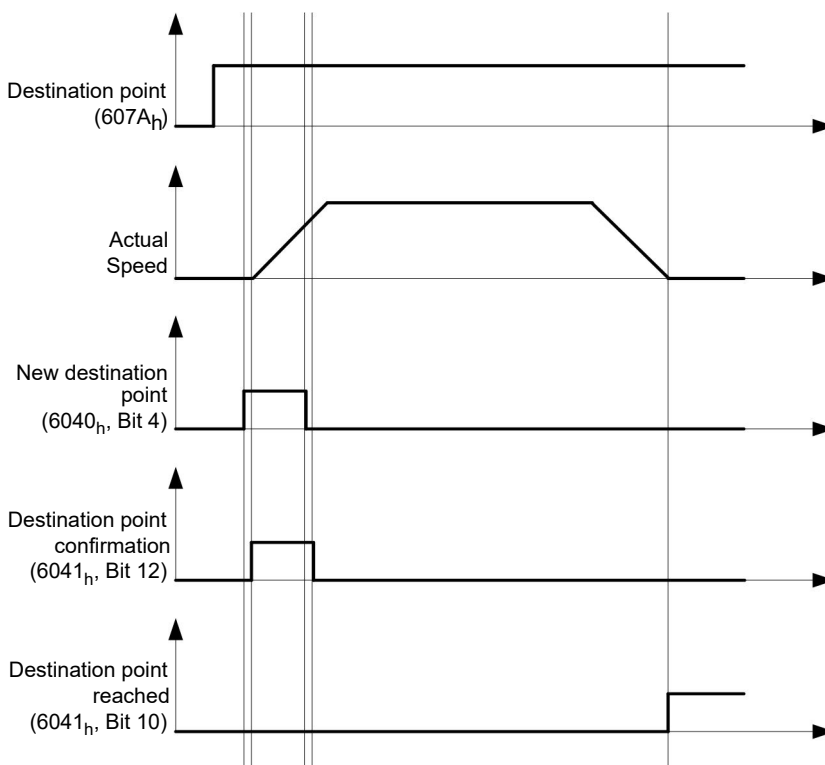 Destination point
(607Ah)
Actual
Speed
New destination
point
(6040h, Bit 4)
Destination point
confirmation
(6041h, Bit 12)
Destination point
reached
(6041h, Bit 10)